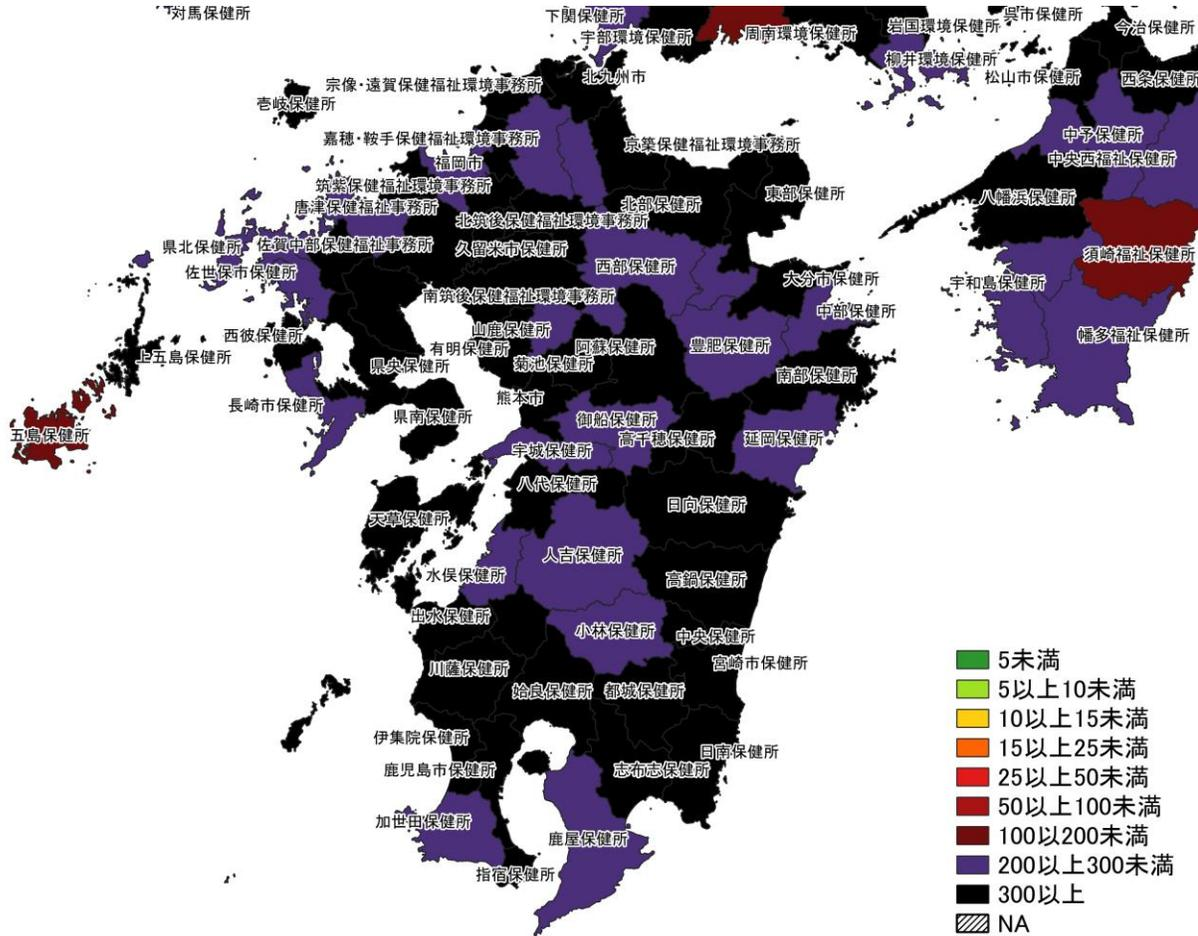 対馬保健所
下関保健所
宇部環境保健所
周南環境保健所
岩国環境保健所
呉市保健所
今治保健所
柳井環境保健所
松山市保健所
西条保健所
北九州市
宗像・遠賀保健福祉環境事務所
壱岐保健所
嘉穂・鞍手保健福祉環境事務所
京築保健福祉環境事務所
中予保健所
福岡市
中央西福祉保健所
筑紫保健福祉環境事務所
東部保健所
八幡浜保健所
唐津保健福祉事務所
北部保健所
北筑後保健福祉環境事務所
県北保健所
佐賀中部保健福祉事務所
久留米市保健所
須崎福祉保健所
佐世保市保健所
西部保健所
大分市保健所
宇和島保健所
南筑後保健福祉環境事務所
中部保健所
西彼保健所
山鹿保健所
幡多福祉保健所
有明保健所
阿蘇保健所
豊肥保健所
上五島保健所
県央保健所
菊池保健所
南部保健所
熊本市
長崎市保健所
県南保健所
御船保健所
五島保健所
高千穂保健所
延岡保健所
宇城保健所
八代保健所
日向保健所
天草保健所
人吉保健所
水俣保健所
高鍋保健所
出水保健所
小林保健所
中央保健所
川薩保健所
宮崎市保健所
姶良保健所
都城保健所
伊集院保健所
日南保健所
鹿児島市保健所
志布志保健所
加世田保健所
鹿屋保健所
指宿保健所
5未満
5以上10未満
10以上15未満
15以上25未満
25以上50未満
50以上100未満
100以200未満
200以上300未満
300以上
NA